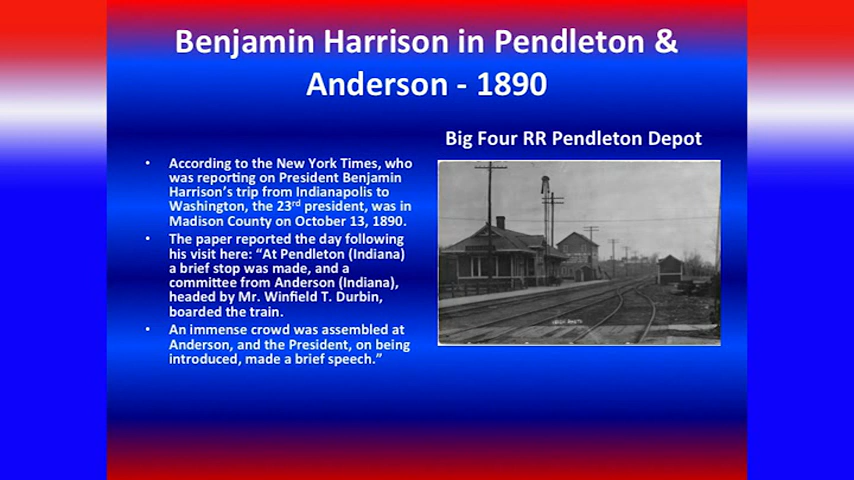 Benjamin Harrison in Pendleton &
Anderson - 1890
Big Four RR Pendleton Depot
• According to the New York Times, who
was reporting on President Benjamin
Harrison's trip from Indianapolis to
Washington, the 23rd president, was in
Madison County on October 13, 1890.
• The paper reported the day following
his visit here: “At Pendleton (Indiana)
a brief stop was made, and a
committee from Anderson (Indiana),
headed by Mr. Winfield T. Durbin,
boarded the train.
• An immense crowd was assembled at
Anderson, and the President, on being
introduced, made a brief speech.”